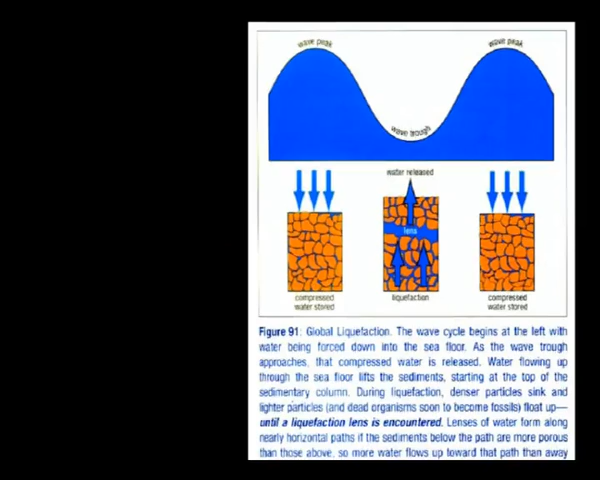 wave peak
wave peak
wave trough
water released
lens
compressed
water stored
liquefaction
compressed
water stored
Figure 91: Global Liquefaction. The wave cycle begins at the left with
water being forced down into the sea floor. As the wave trough
approaches, that compressed water is released. Water flowing up
through the sea floor lifts the sediments, starting at the top of the
sedimentary column. During liquefaction, denser particles sink and
lighter particles (and dead organisms soon to become fossils) float up—
until a liquefaction lens is encountered. Lenses of water form along
nearly horizontal paths if the sediments below the path are more porous
than those above, so more water flows up toward that path than away